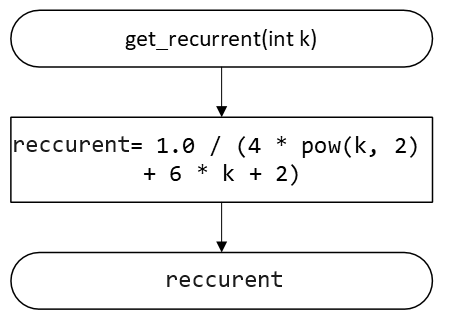 get_recurrent(int k)
reccurent= 1.0 / (4 * pow(k, 2)
+ 6 * k + 2)
reccurent